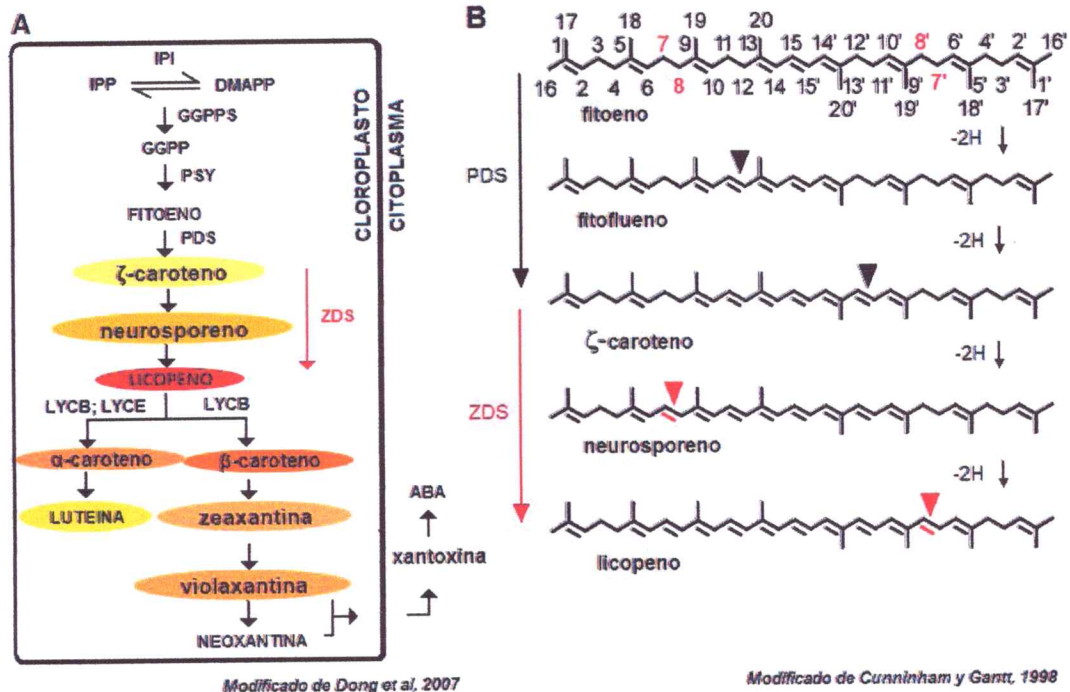 A
IPI
IPP DMAPP
GGPPS
GGPP
PSY
FITOENO
PDS
ζ-caroteno
neurosporeno
ZDS
LICOPENO
LYCB; LYCE LYCB
α-caroteno β-caroteno
LUTEINA zeaxantina
violaxantina
NEOXANTINA
CLOROPLASTO
CITOPLASMA
ABA
xantoxina
Modificado de Dong et al, 2007
B
17 18 19 20
1 3 5 7 9 11 13 15 14' 12' 10' 8' 6' 4' 2' 16'
16 2 4 6 8 10 12 14 15' 13' 11' 9' 7' 5' 3' 1'
20' 19' 18' 17'
fitoeno
-2H
PDS
fitoflueno
-2H
ζ-caroteno
-2H
ZDS
neurosporeno
-2H
licopeno
Modificado de Cunninham y Gantt, 1998